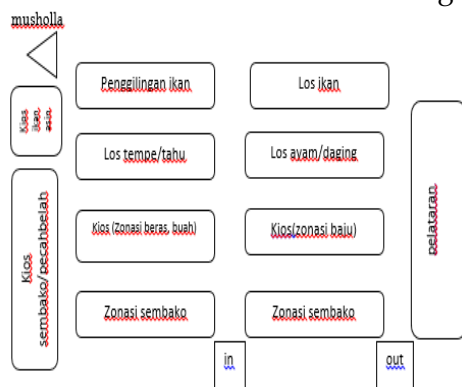 musholla
Penggilingan ikan
Los ikan
Kios
ikan
asin
Los tempe/tahu
Los ayam/daging
Kios
sembako/pecahbelah
Kios (Zonasi beras, buah)
Kios(zonasi baju)
pelataran
Zonasi sembako
Zonasi sembako
in
out